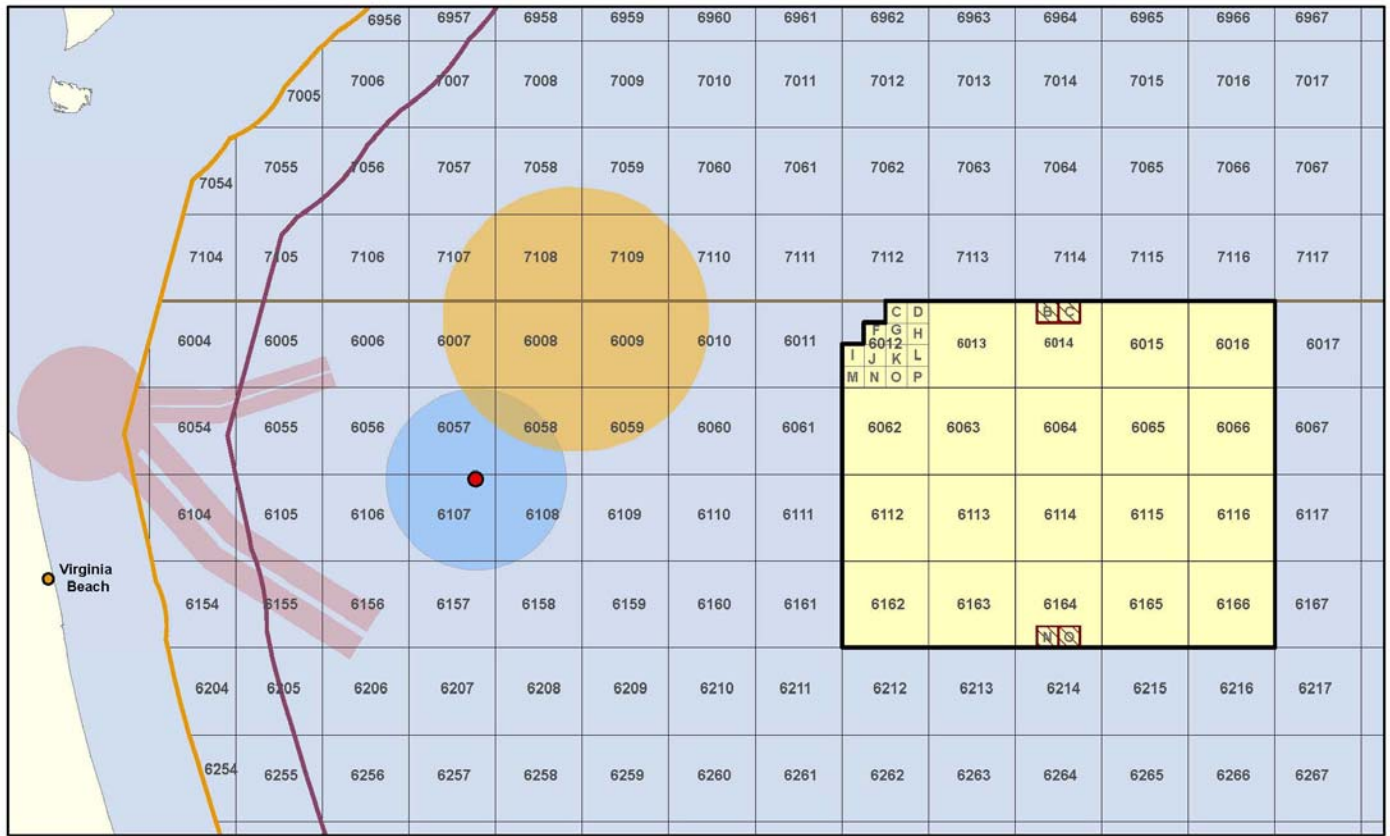 6956 6957 6958 6959 6960 6961 6962 6963 6964 6965 6966 6967
7005 7006 7007 7008 7009 7010 7011 7012 7013 7014 7015 7016 7017
7054 7055 7056 7057 7058 7059 7060 7061 7062 7063 7064 7065 7066 7067
7104 7105 7106 7107 7108 7109 7110 7111 7112 7113 7114 7115 7116 7117
C D B C
F G H
6004 6005 6006 6007 6008 6009 6010 6011 6012 6013 6014 6015 6016 6017
I J K L
M N O P
6054 6055 6056 6057 6058 6059 6060 6061 6062 6063 6064 6065 6066 6067
6104 6105 6106 6107 6108 6109 6110 6111 6112 6113 6114 6115 6116 6117
Virginia
Beach
6154 6155 6156 6157 6158 6159 6160 6161 6162 6163 6164 6165 6166 6167
N O
6204 6205 6206 6207 6208 6209 6210 6211 6212 6213 6214 6215 6216 6217
6254 6255 6256 6257 6258 6259 6260 6261 6262 6263 6264 6265 6266 6267